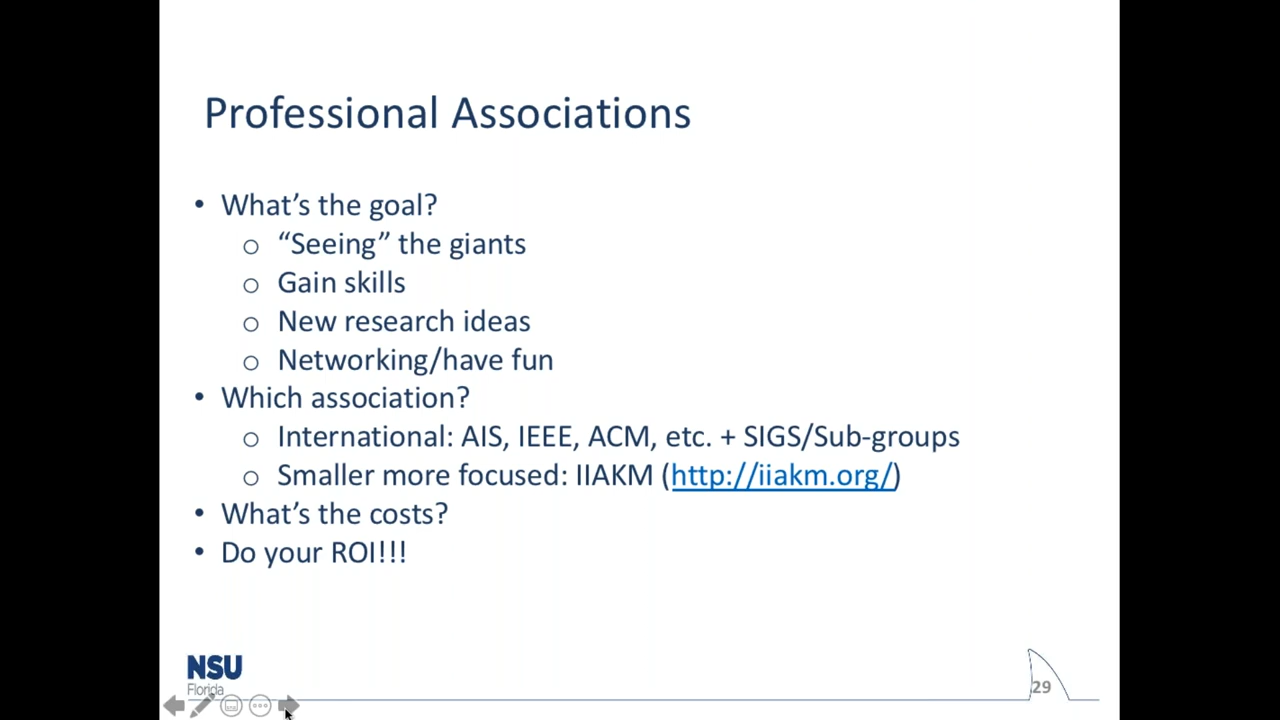 Professional Associations
• What’s the goal?
o “Seeing” the giants
o Gain skills
o New research ideas
o Networking/have fun
• Which association?
o International: AIS, IEEE, ACM, etc. + SIGS/Sub-groups
o Smaller more focused: IIAKM (http://iiakm.org/)
• What’s the costs?
• Do your ROI!!!
NSU
Florida
29